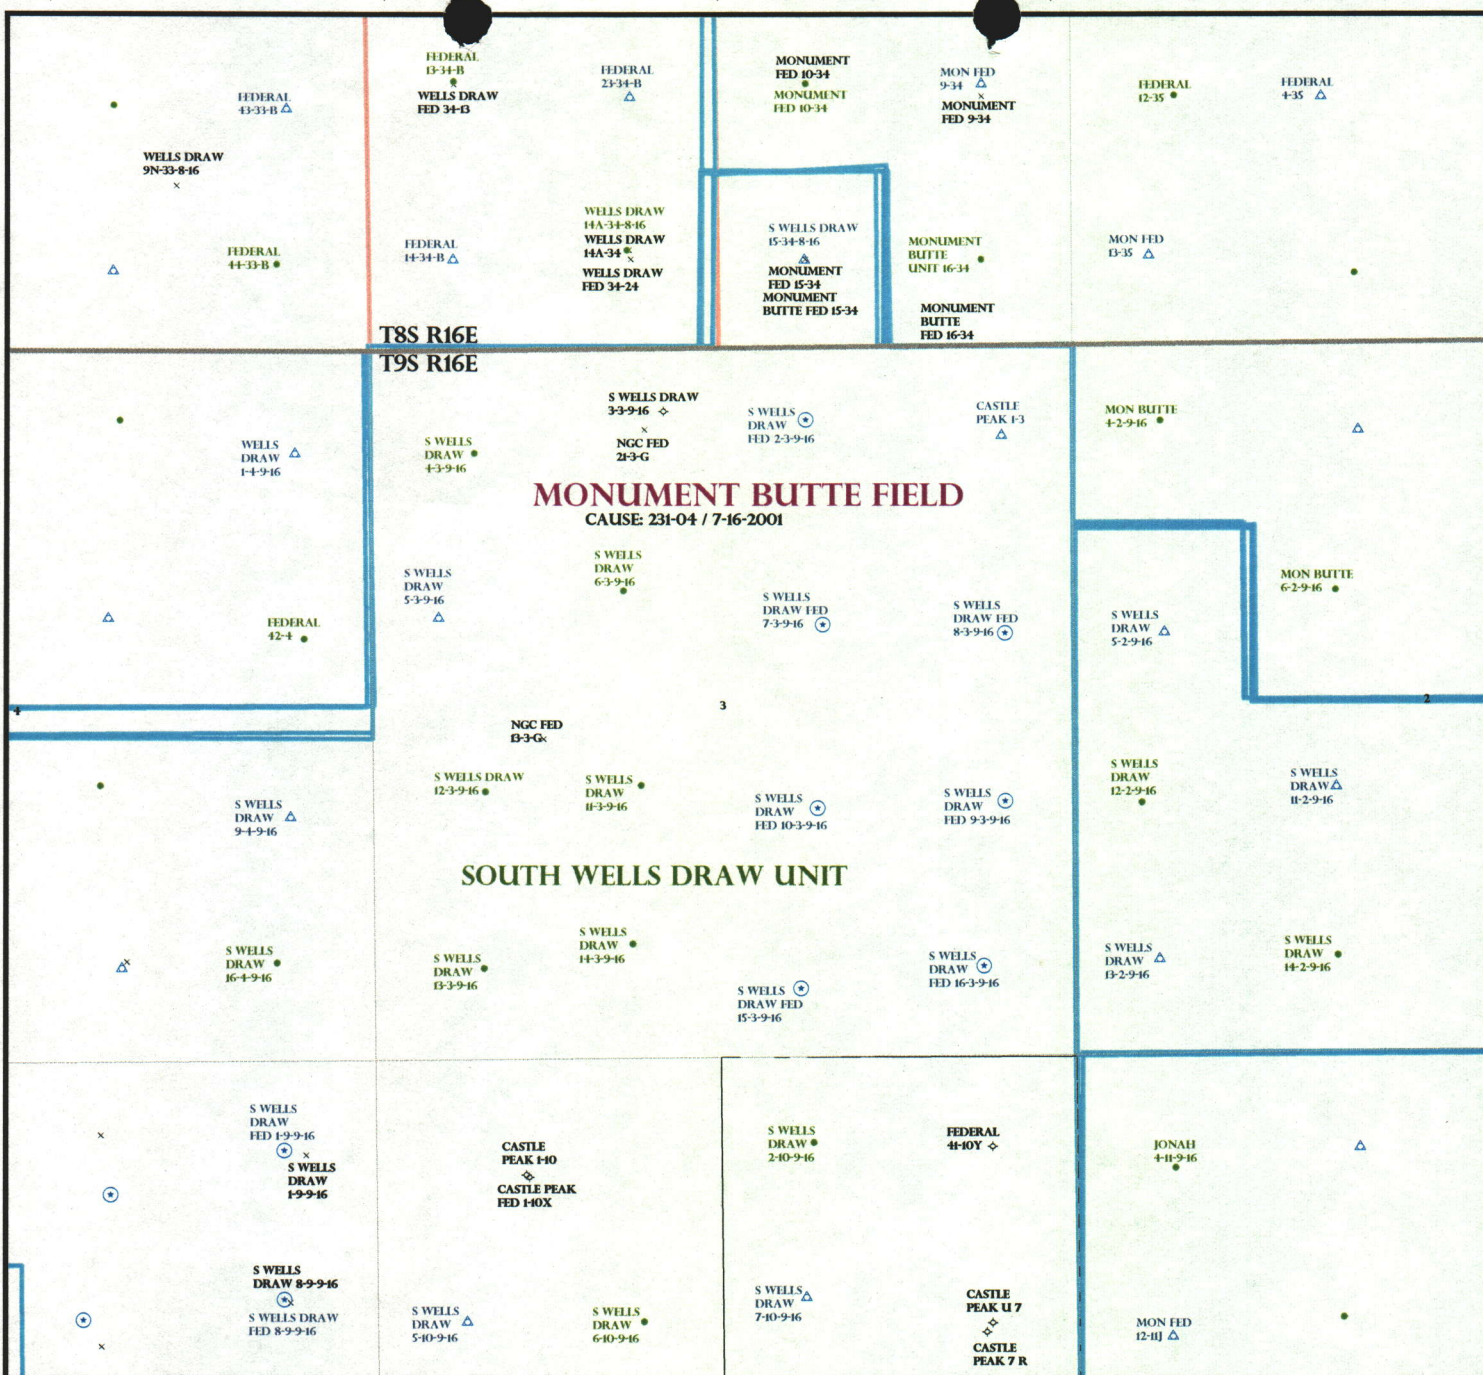 FEDERAL
43-33-B
WELLS DRAW
9N-33-8-16
FEDERAL
44-33-B
FEDERAL
13-34-B
WELLS DRAW
FED 34-13
FEDERAL
23-34-B
WELLS DRAW
14A-34-8-16
WELLS DRAW
14A-34
WELLS DRAW
FED 34-24
FEDERAL
14-34-B
MONUMENT
FED 10-34
MONUMENT
FED 10-34
MON FED
9-34
MONUMENT
FED 9-34
S WELLS DRAW
15-34-8-16
MONUMENT
FED 15-34
MONUMENT
BUTTE FED 15-34
MONUMENT
BUTTE
UNIT 16-34
MONUMENT
BUTTE
FED 16-34
FEDERAL
12-35
FEDERAL
4-35
MON FED
13-35
T8S R16E
T9S R16E
WELLS
DRAW
1-4-9-16
FEDERAL
42-4
S WELLS DRAW
3-3-9-16
NGC FED
21-3-G
S WELLS
DRAW
4-3-9-16
S WELLS
DRAW
FED 2-3-9-16
CASTLE
PEAK 1-3
MON BUTTE
4-2-9-16
MONUMENT BUTTE FIELD
CAUSE: 231-04 / 7-16-2001
S WELLS
DRAW
5-3-9-16
S WELLS
DRAW
6-3-9-16
S WELLS
DRAW FED
7-3-9-16
S WELLS
DRAW FED
8-3-9-16
S WELLS
DRAW
5-2-9-16
MON BUTTE
6-2-9-16
4
3
2
NGC FED
13-3-G
S WELLS DRAW
12-3-9-16
S WELLS
DRAW
11-3-9-16
S WELLS
DRAW
FED 10-3-9-16
S WELLS
DRAW
FED 9-3-9-16
S WELLS
DRAW
12-2-9-16
S WELLS
DRAW
11-2-9-16
S WELLS
DRAW
9-4-9-16
SOUTH WELLS DRAW UNIT
S WELLS
DRAW
16-4-9-16
S WELLS
DRAW
13-3-9-16
S WELLS
DRAW
14-3-9-16
S WELLS
DRAW FED
15-3-9-16
S WELLS
DRAW
FED 16-3-9-16
S WELLS
DRAW
13-2-9-16
S WELLS
DRAW
14-2-9-16
S WELLS
DRAW
FED 1-9-9-16
S WELLS
DRAW
1-9-9-16
CASTLE
PEAK 1-10
CASTLE PEAK
FED 1-10X
S WELLS
DRAW
2-10-9-16
FEDERAL
41-10Y
JONAH
4-11-9-16
S WELLS
DRAW 8-9-9-16
S WELLS DRAW
FED 8-9-9-16
S WELLS
DRAW
5-10-9-16
S WELLS
DRAW
6-10-9-16
S WELLS
DRAW
7-10-9-16
CASTLE
PEAK U 7
CASTLE
PEAK 7 R
MON FED
12-11J